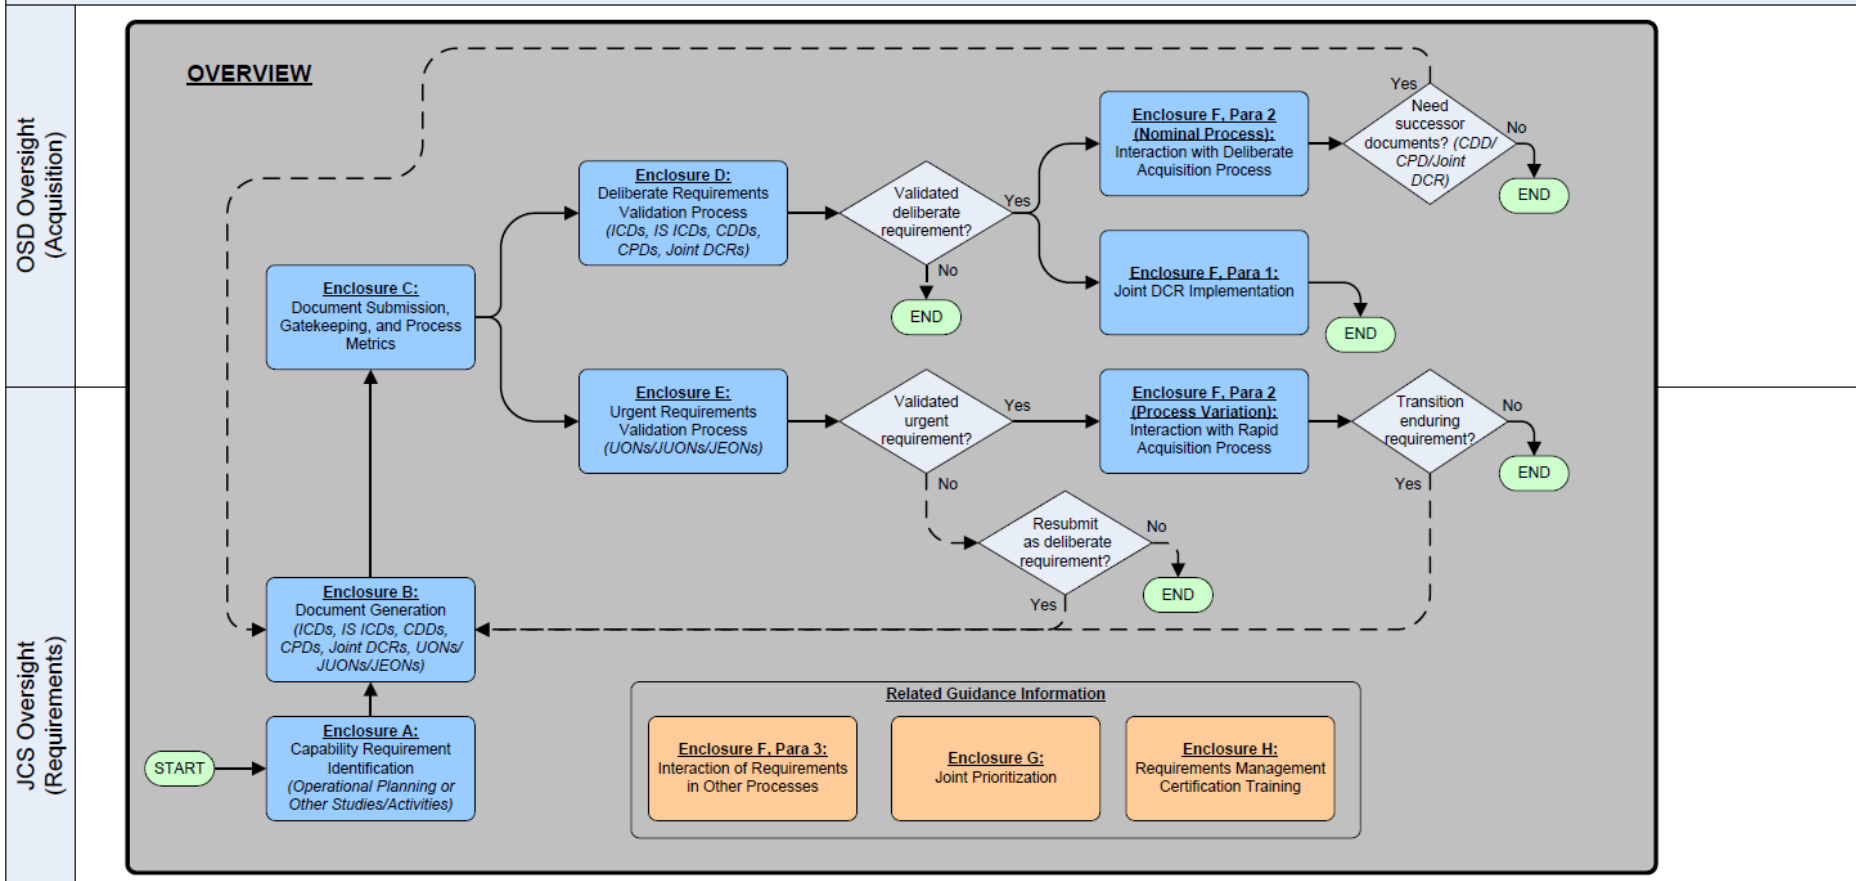 OSD Oversight
(Acquisition)
JCS Oversight
(Requirements)
OVERVIEW
START
Enclosure A:
Capability Requirement
Identification
(Operational Planning or
Other Studies/Activities)
Enclosure B:
Document Generation
(ICDs, IS ICDs, CDDs,
CPDs, Joint DCRs, UONs/
JUONs/JEONs)
Enclosure C:
Document Submission,
Gatekeeping, and Process
Metrics
Enclosure D:
Deliberate Requirements
Validation Process
(ICDs, IS ICDs, CDDs,
CPDs, Joint DCRs)
Validated
deliberate
requirement?
Yes
No
END
Enclosure F, Para 2
(Nominal Process):
Interaction with Deliberate
Acquisition Process
Yes
Need
successor
documents? (CDD/
CPD/Joint
DCR)
No
END
Enclosure F, Para 1:
Joint DCR Implementation
END
Enclosure E:
Urgent Requirements
Validation Process
(UONs/JUONs/JEONs)
Validated
urgent
requirement?
Yes
No
Enclosure F, Para 2
(Process Variation):
Interaction with Rapid
Acquisition Process
Transition
enduring
requirement?
No
END
Yes
Resubmit
as deliberate
requirement?
No
END
Yes
Related Guidance Information
Enclosure F, Para 3:
Interaction of Requirements
in Other Processes
Enclosure G:
Joint Prioritization
Enclosure H:
Requirements Management
Certification Training